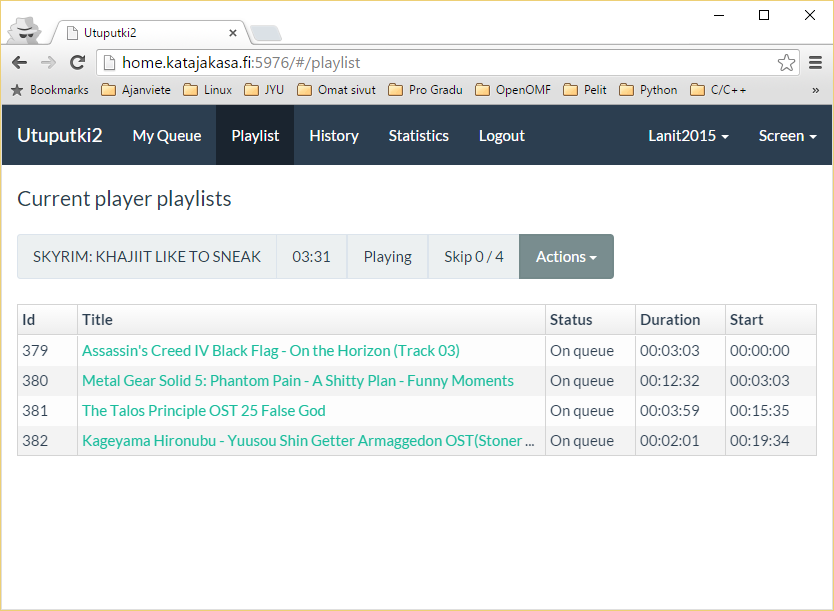 Utuputki2
home.katajakasa.fi:5976/#/playlist
Bookmarks Ajanviete Linux JYU Omat sivut Pro Gradu OpenOMF Pelit Python C/C++ »
Utuputki2 My Queue Playlist History Statistics Logout Lanit2015 Screen
Current player playlists
SKYRIM: KHAJIIT LIKE TO SNEAK 03:31 Playing Skip 0 / 4 Actions
Id Title Status Duration Start
379 Assassin's Creed IV Black Flag - On the Horizon (Track 03) On queue 00:03:03 00:00:00
380 Metal Gear Solid 5: Phantom Pain - A Shitty Plan - Funny Moments On queue 00:12:32 00:03:03
381 The Talos Principle OST 25 False God On queue 00:03:59 00:15:35
382 Kageyama Hironubu - Yuusou Shin Getter Armaggedon OST(Stoner ... On queue 00:02:01 00:19:34